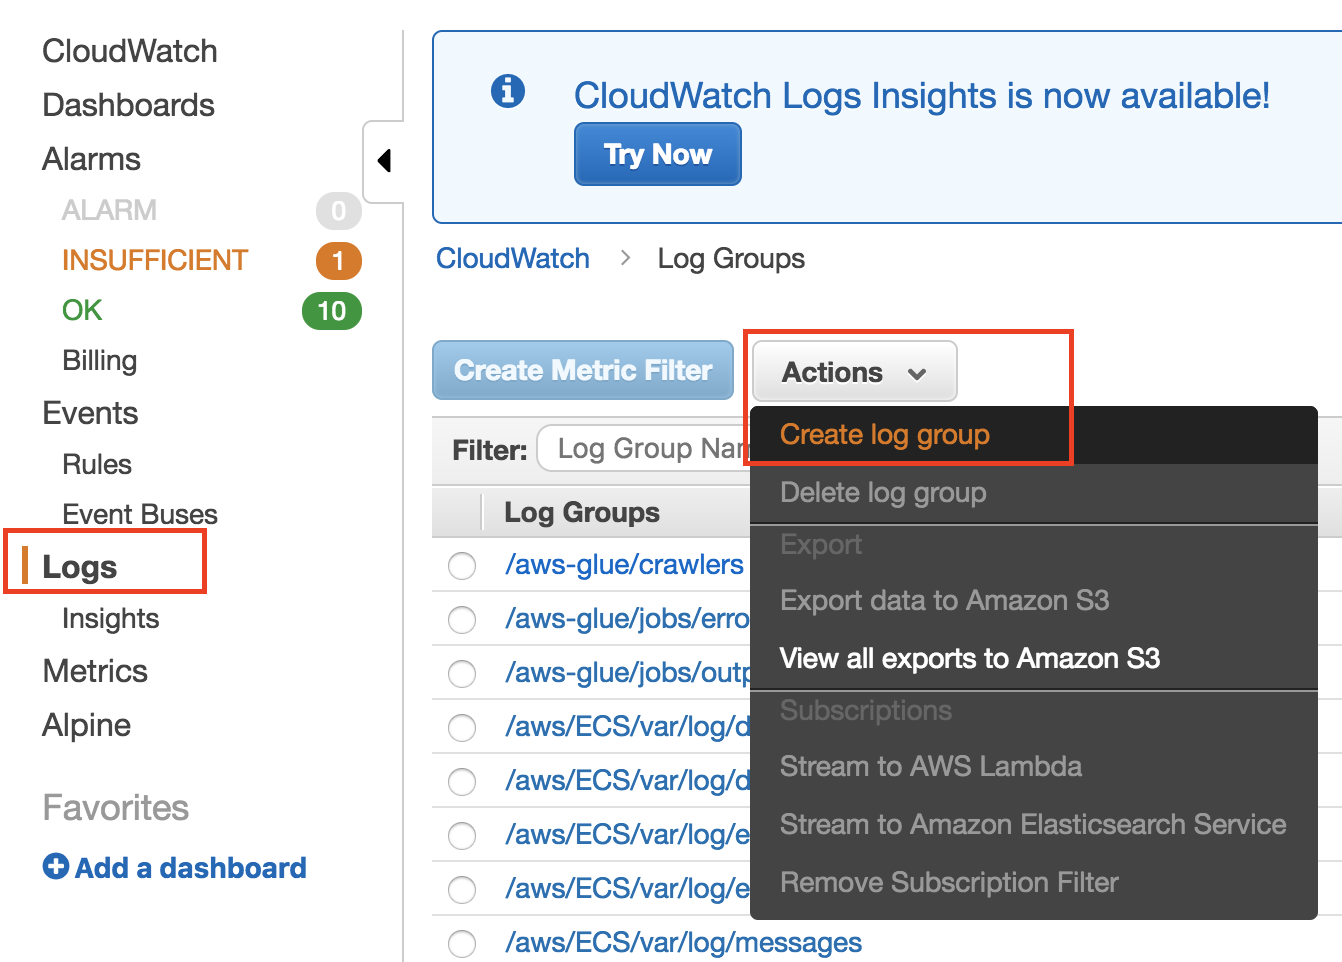 CloudWatch
Dashboards
Alarms
ALARM 0
INSUFFICIENT 1
OK 10
Billing
Events
Rules
Event Buses
Logs
Insights
Metrics
Alpine
Favorites
Add a dashboard
CloudWatch Logs Insights is now available!
Try Now
CloudWatch > Log Groups
Create Metric Filter
Actions
Filter: Log Group Nam
Log Groups
/aws-glue/crawlers
/aws-glue/jobs/erro
/aws-glue/jobs/outp
/aws/ECS/var/log/d
/aws/ECS/var/log/d
/aws/ECS/var/log/e
/aws/ECS/var/log/e
/aws/ECS/var/log/messages
Create log group
Delete log group
Export
Export data to Amazon S3
View all exports to Amazon S3
Subscriptions
Stream to AWS Lambda
Stream to Amazon Elasticsearch Service
Remove Subscription Filter